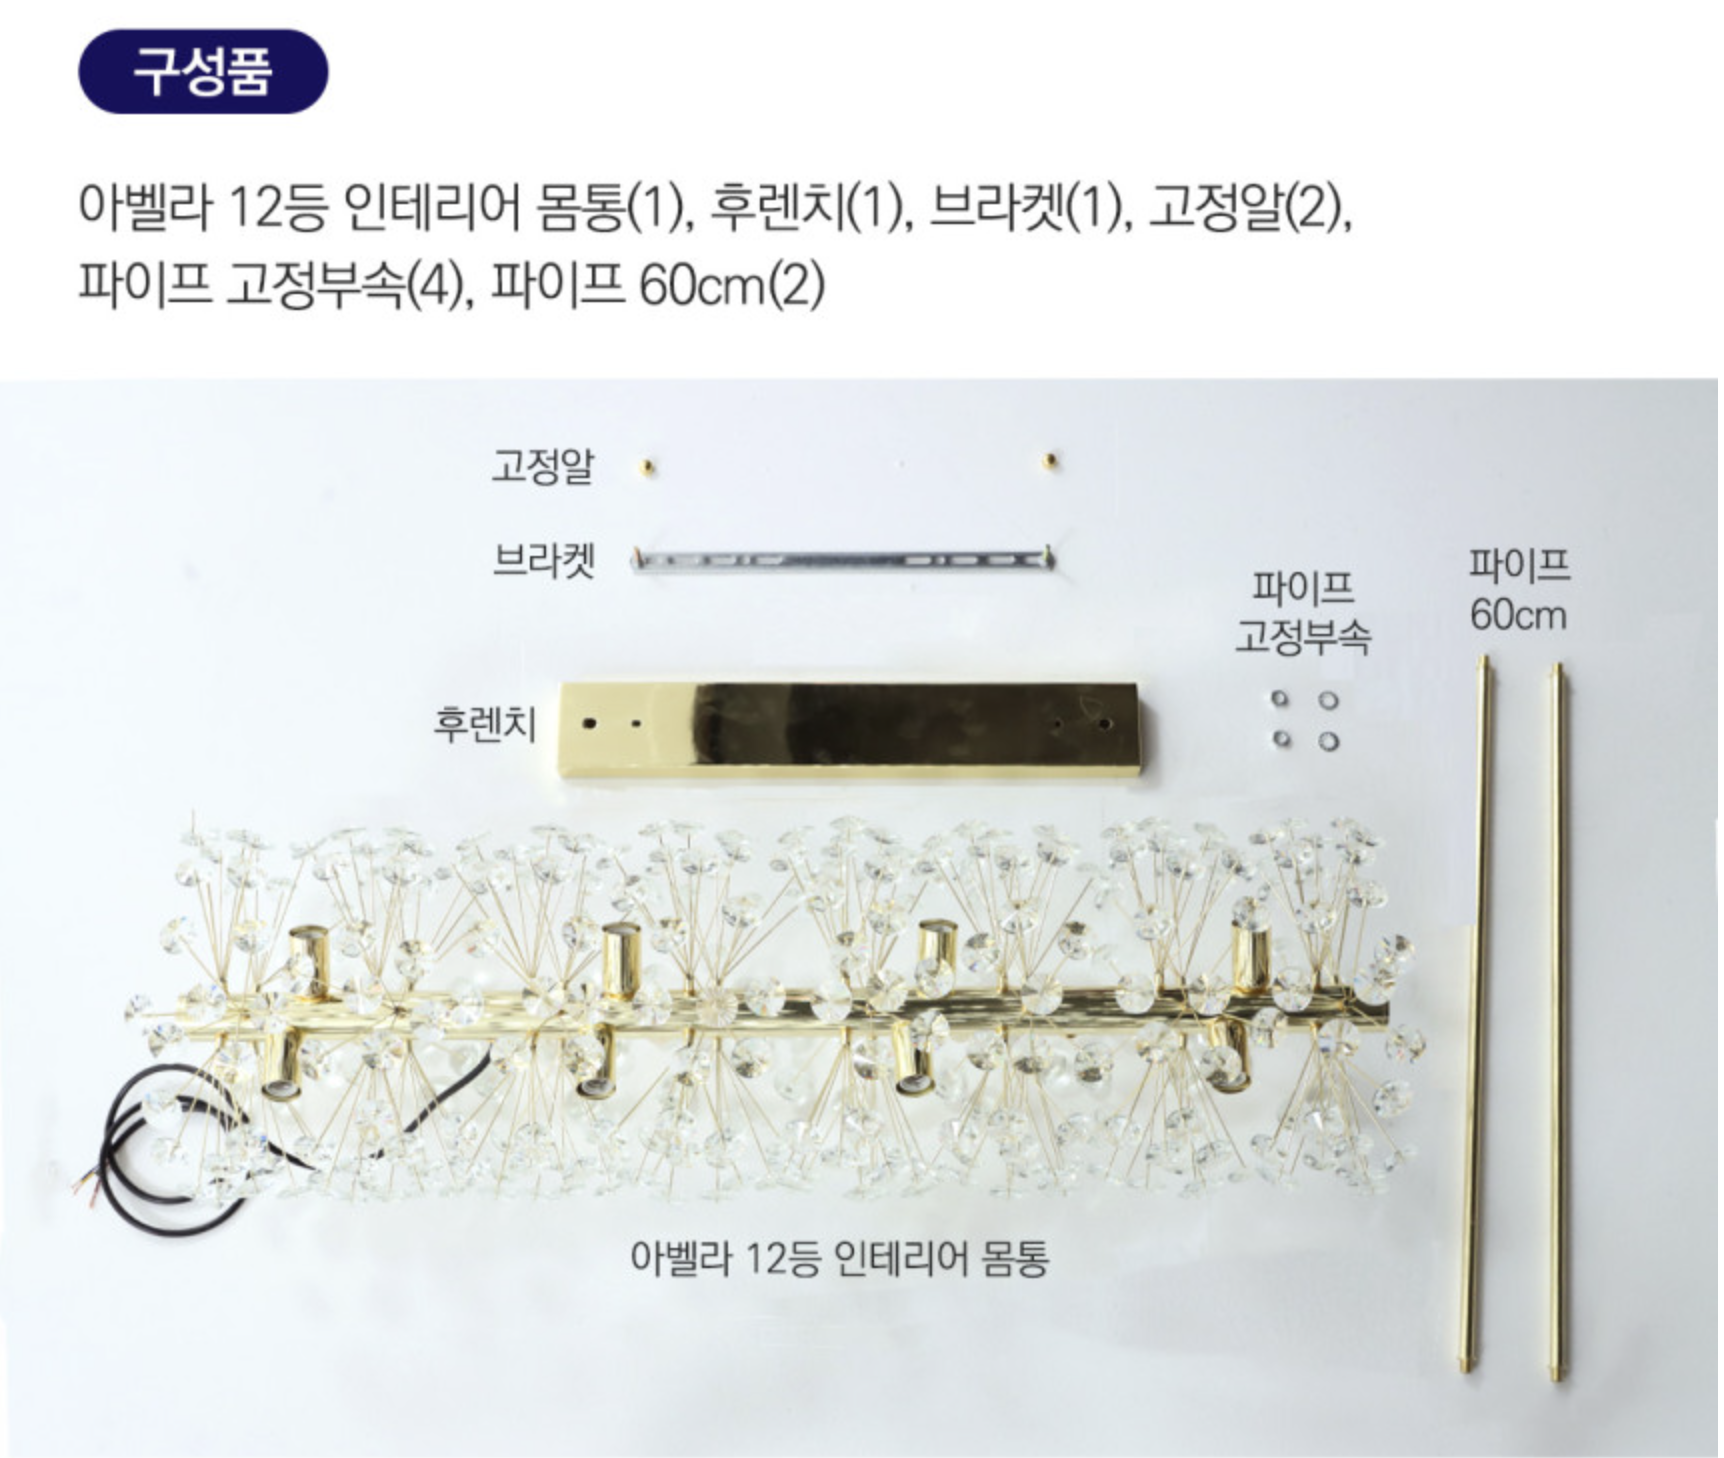 구성품
아벨라 12등 인테리어 몸통(1), 후렌치(1), 브라켓(1), 고정알(2),
파이프 고정부속(4), 파이프 60cm(2)
고정알
브라켓
파이프
60cm
파이프
고정부속
후렌치
아벨라 12등 인테리어 몸통